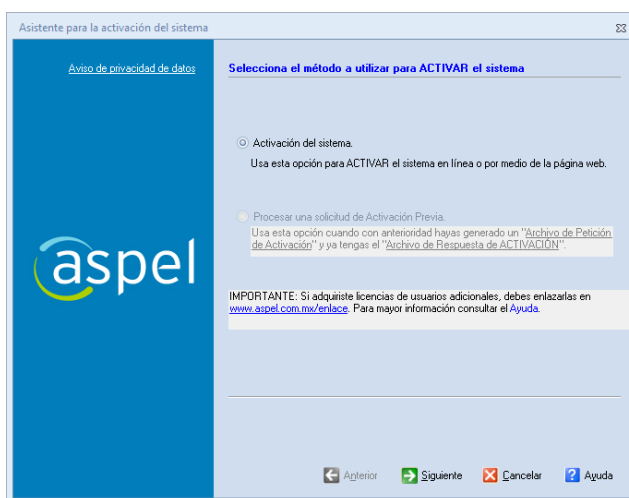 Asistente para la activación del sistema
Aviso de privacidad de datos
Selecciona el método a utilizar para ACTIVAR el sistema
Activación del sistema.
Usa esta opción para ACTIVAR el sistema en línea o por medio de la página web.
Procesar una solicitud de Activación Previa.
Usa esta opción cuando con anterioridad hayas generado un "Archivo de Petición
de Activación" y ya tengas el "Archivo de Respuesta de ACTIVACIÓN".
aspel
IMPORTANTE: Si adquiriste licencias de usuarios adicionales, debes enlazarlas en
www.aspel.com.mx/enlace. Para mayor información consultar el Ayuda.
Anterior
Siguiente
Cancelar
Ayuda